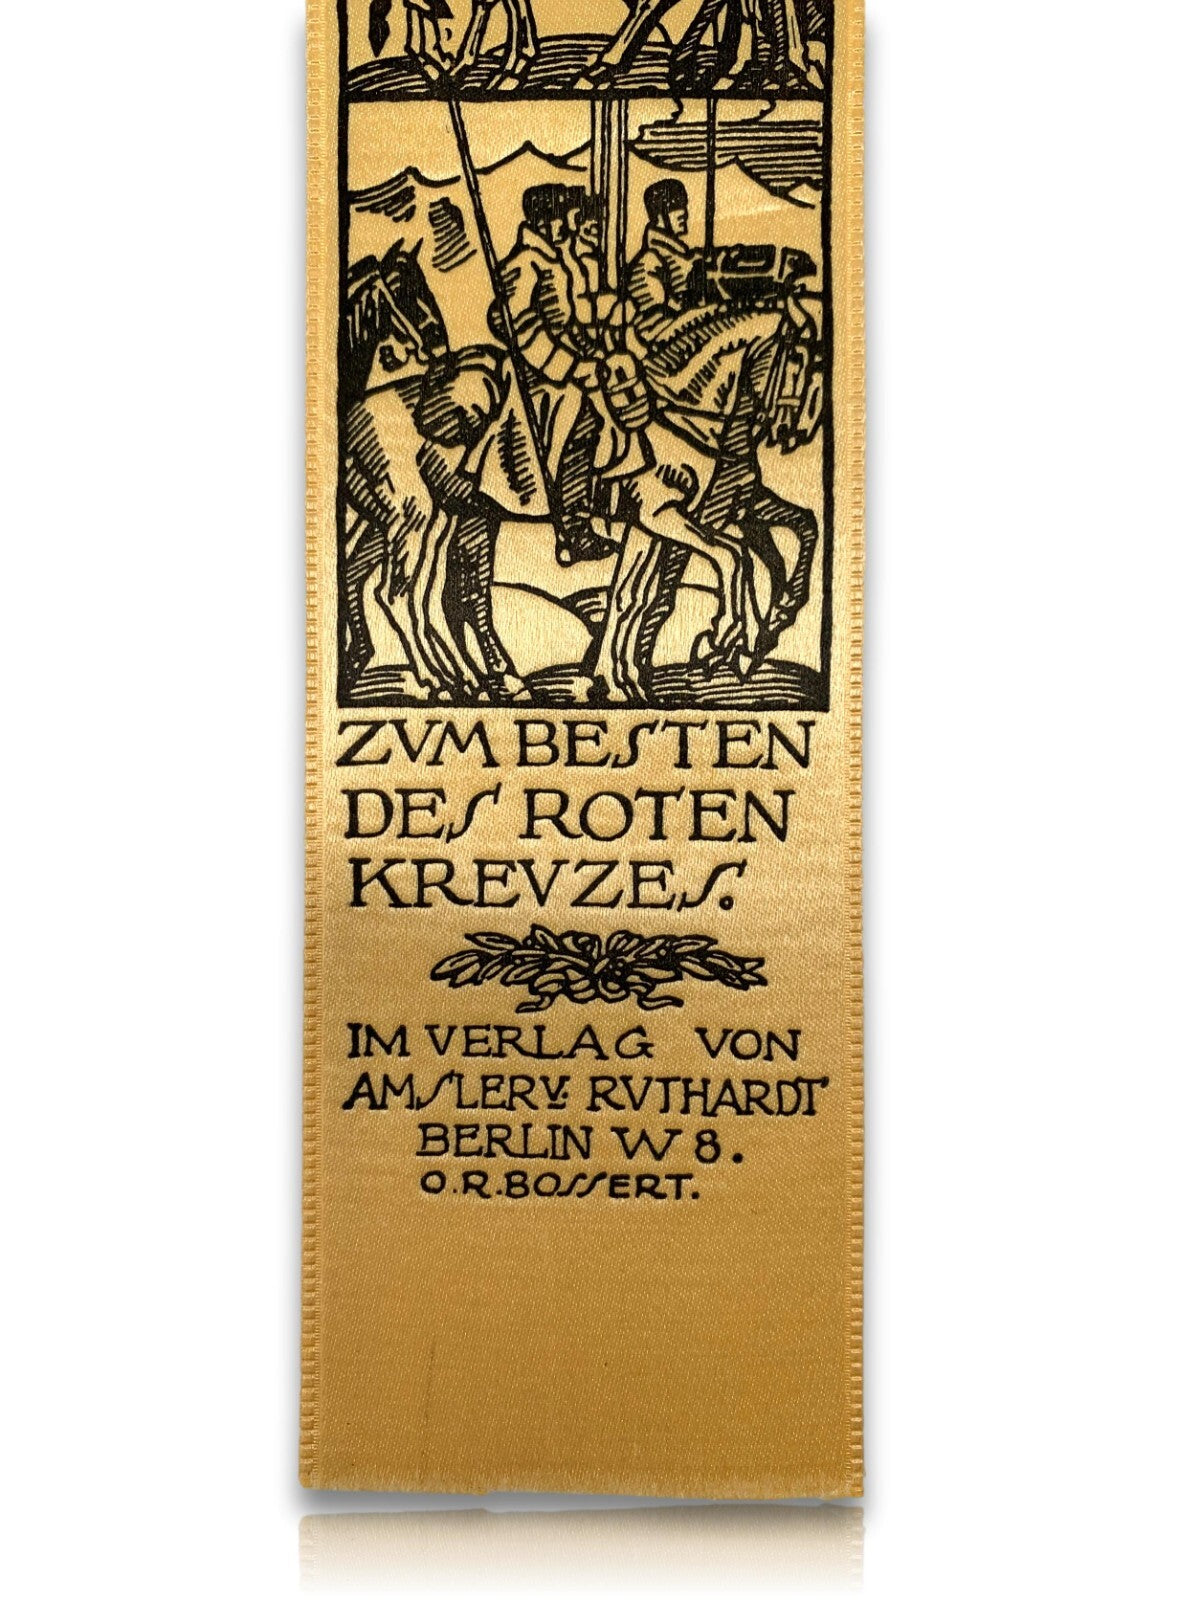 ZVM BESTEN
DES ROTEN
KREVZES.
IM VERLAG VON
AMSLER V. RVTHARDT
BERLIN W 8.
O.R.BOSSERT.